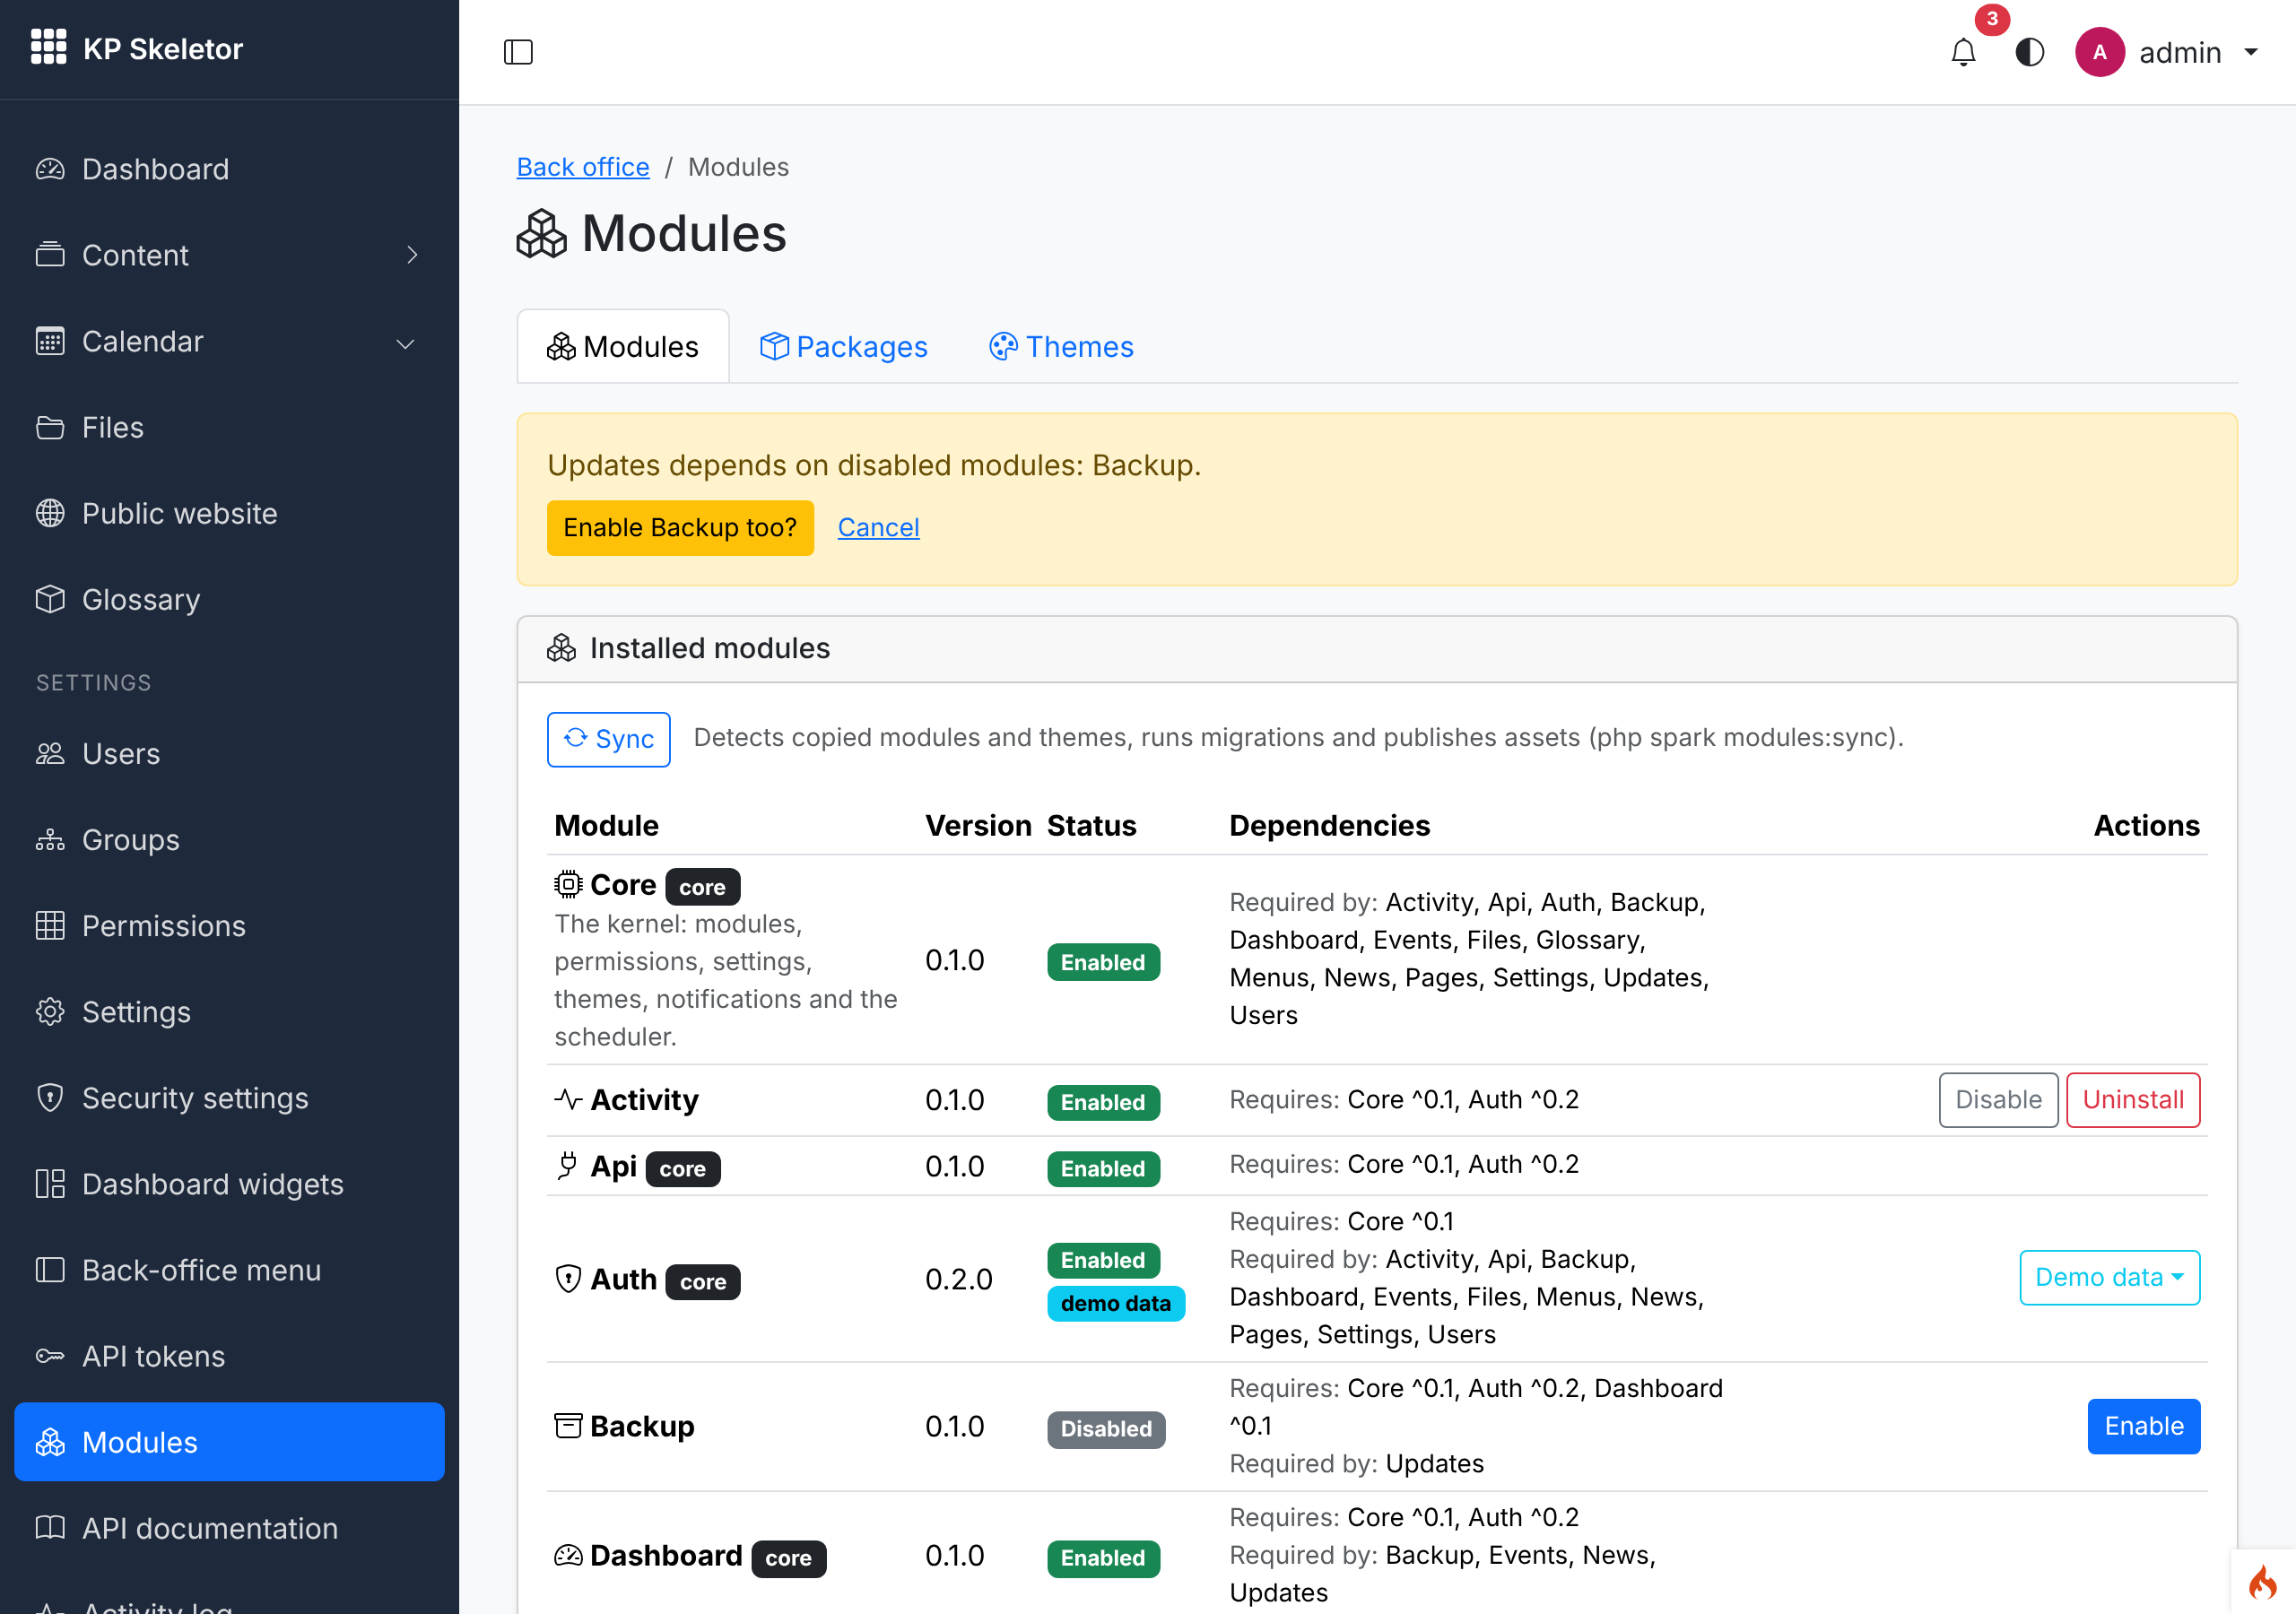 KP Skeletor
3
A
admin
Dashboard
Content
Calendar
Files
Public website
Glossary
SETTINGS
Users
Groups
Permissions
Settings
Security settings
Dashboard widgets
Back-office menu
API tokens
Modules
API documentation
Activity log
Back office / Modules
Modules
Modules
Packages
Themes
Updates depends on disabled modules: Backup.
Enable Backup too? Cancel
Installed modules
Sync Detects copied modules and themes, runs migrations and publishes assets (php spark modules:sync).
Module Version Status Dependencies Actions
Core core
The kernel: modules,
permissions, settings,
themes, notifications and the
scheduler.
0.1.0
Enabled
Required by: Activity, Api, Auth, Backup,
Dashboard, Events, Files, Glossary,
Menus, News, Pages, Settings, Updates,
Users
Activity 0.1.0 Enabled Requires: Core ^0.1, Auth ^0.2 Disable Uninstall
Api core 0.1.0 Enabled Requires: Core ^0.1, Auth ^0.2
Auth core
0.2.0
Enabled
demo data
Requires: Core ^0.1
Required by: Activity, Api, Backup,
Dashboard, Events, Files, Menus, News,
Pages, Settings, Users
Demo data
Backup
0.1.0
Disabled
Requires: Core ^0.1, Auth ^0.2, Dashboard
^0.1
Required by: Updates
Enable
Dashboard core
0.1.0
Enabled
Requires: Core ^0.1, Auth ^0.2
Required by: Backup, Events, News,
Updates